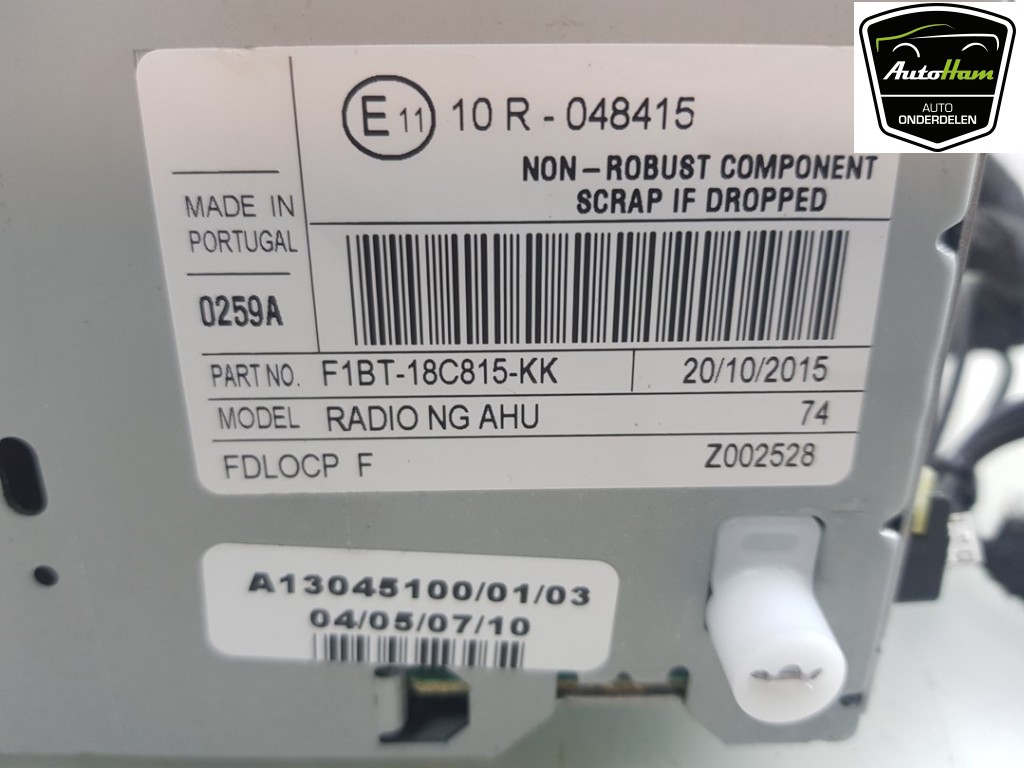 AutoHam
AUTO
ONDERDELEN
E 11 10 R - 048415
NON-ROBUST COMPONENT
SCRAP IF DROPPED
MADE IN
PORTUGAL
0259A
PART NO. F1BT-18C815-KK 20/10/2015
MODEL RADIO NG AHU 74
FDLOCP F Z002528
A13045100/01/03
04/05/07/10